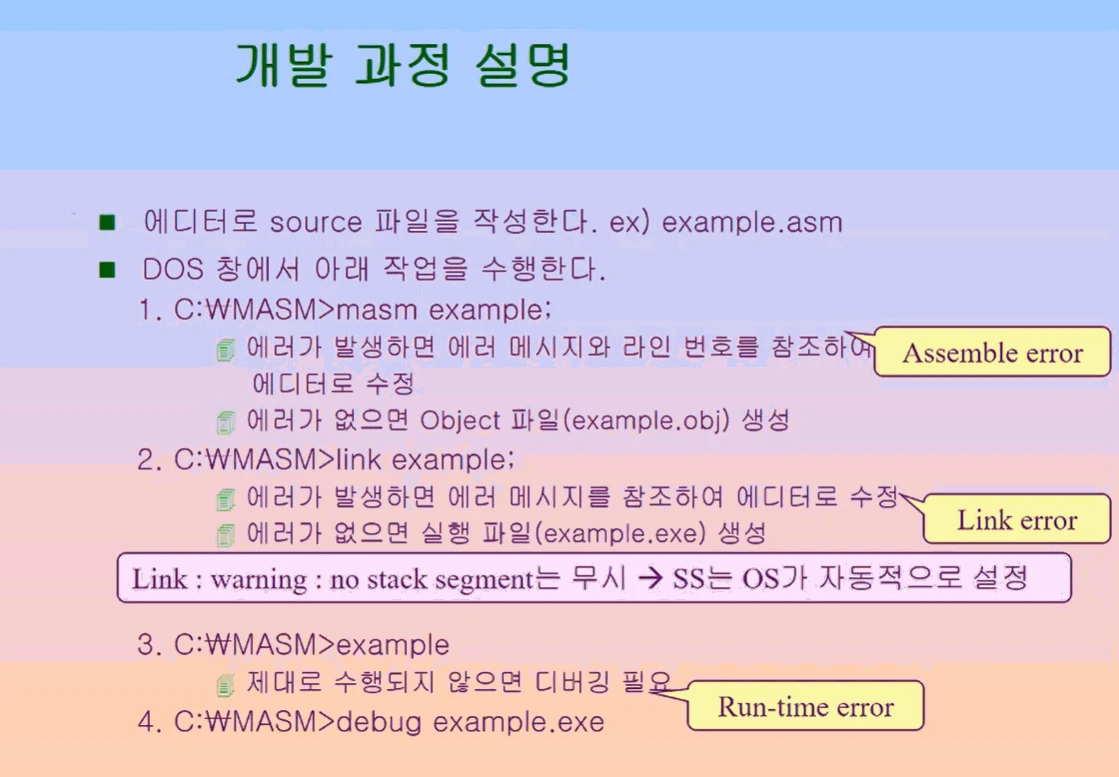 개발 과정 설명
■ 에디터로 source 파일을 작성한다. ex) example.asm
■ DOS 창에서 아래 작업을 수행한다.
1. C:₩MASM>masm example;
에러가 발생하면 에러 메시지와 라인 번호를 참조하여
Assemble error
에디터로 수정
에러가 없으면 Object 파일(example.obj) 생성
2. C:₩MASM>link example;
에러가 발생하면 에러 메시지를 참조하여 에디터로 수정
Link error
에러가 없으면 실행 파일(example.exe) 생성
Link : warning : no stack segment는 무시 → SS는 OS가 자동적으로 설정
3. C:₩MASM>example
제대로 수행되지 않으면 디버깅 필요
Run-time error
4. C:₩MASM>debug example.exe